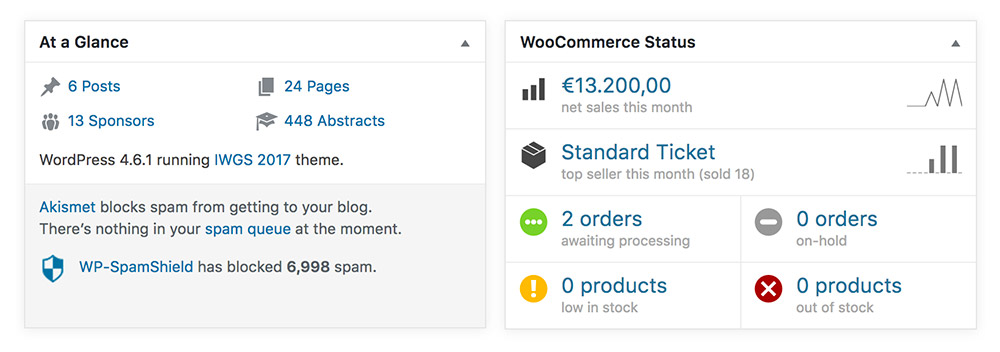 At a Glance
6 Posts
24 Pages
13 Sponsors
448 Abstracts
WordPress 4.6.1 running IWGS 2017 theme.
Akismet blocks spam from getting to your blog.
There’s nothing in your spam queue at the moment.
WP-SpamShield has blocked 6,998 spam.
WooCommerce Status
€13.200,00
net sales this month
Standard Ticket
top seller this month (sold 18)
2 orders
awaiting processing
0 orders
on-hold
0 products
low in stock
0 products
out of stock